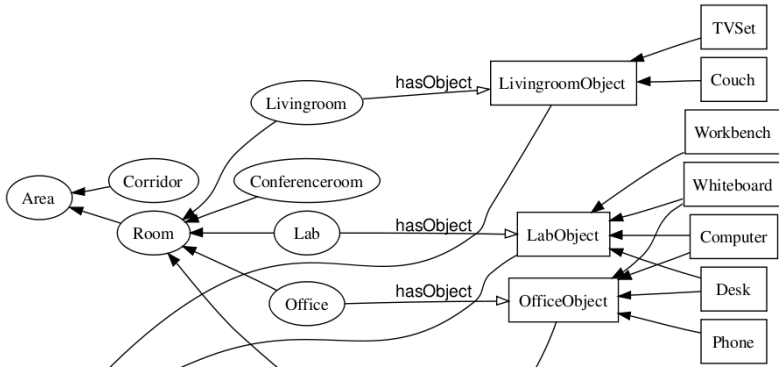 TVSet
hasObject
LivingroomObject
Couch
Livingroom
Workbench
Corridor
Conferenceroom
Whiteboard
Area
Room
Lab
hasObject
LabObject
Computer
Desk
Office
hasObject
OfficeObject
Phone